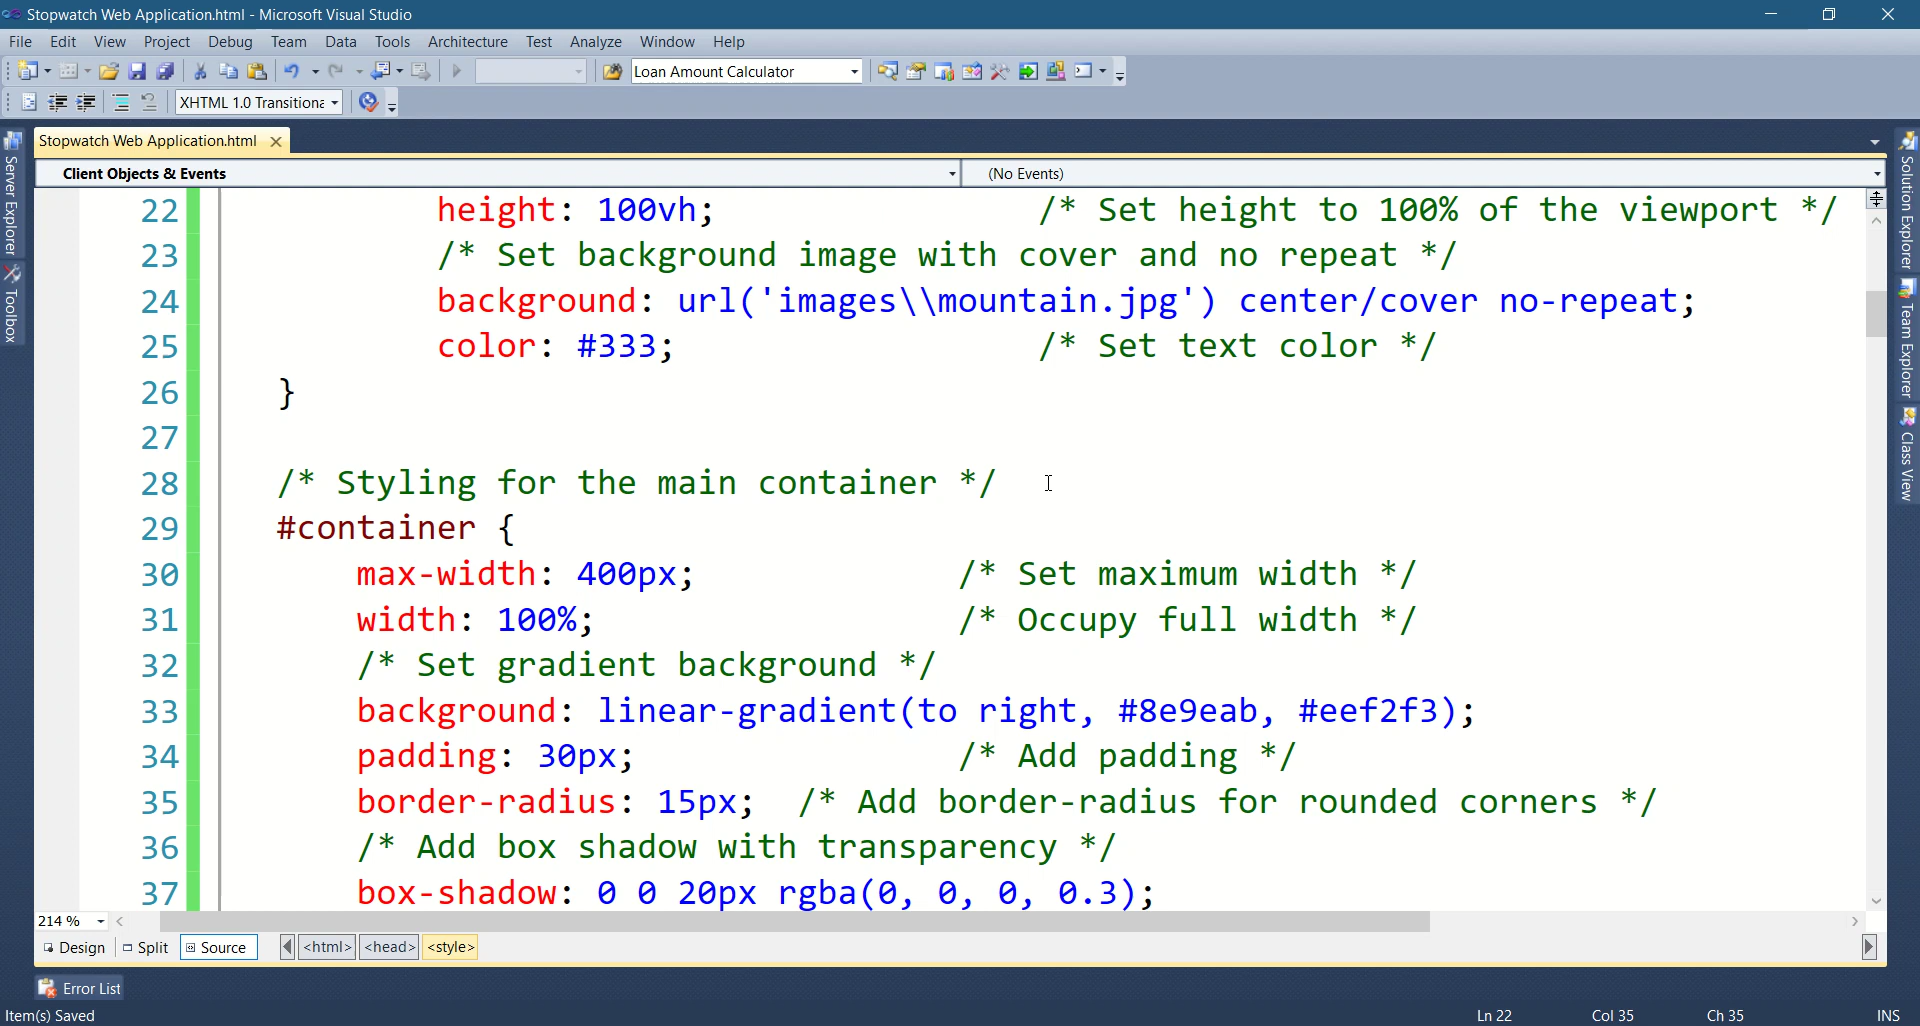 Stopwatch Web Application.html - Microsoft Visual Studio
File Edit View Project Debug Team Data Tools Architecture Test Analyze Window Help
Loan Amount Calculator
XHTML 1.0 Transitiona
Stopwatch Web Application.html
Client Objects & Events (No Events)
Server Explorer
Toolbox
22 height: 100vh; /* Set height to 100% of the viewport */
23 /* Set background image with cover and no repeat */
24 background: url('images\\mountain.jpg') center/cover no-repeat;
25 color: #333; /* Set text color */
26 }
27
28 /* Styling for the main container */
29 #container {
30 max-width: 400px; /* Set maximum width */
31 width: 100%; /* Occupy full width */
32 /* Set gradient background */
33 background: linear-gradient(to right, #8e9eab, #eef2f3);
34 padding: 30px; /* Add padding */
35 border-radius: 15px; /* Add border-radius for rounded corners */
36 /* Add box shadow with transparency */
37 box-shadow: 0 0 20px rgba(0, 0, 0, 0.3);
Solution Explorer
Team Explorer
Class View
214 %
Design Split Source <html> <head> <style>
Error List
Item(s) Saved Ln 22 Col 35 Ch 35 INS